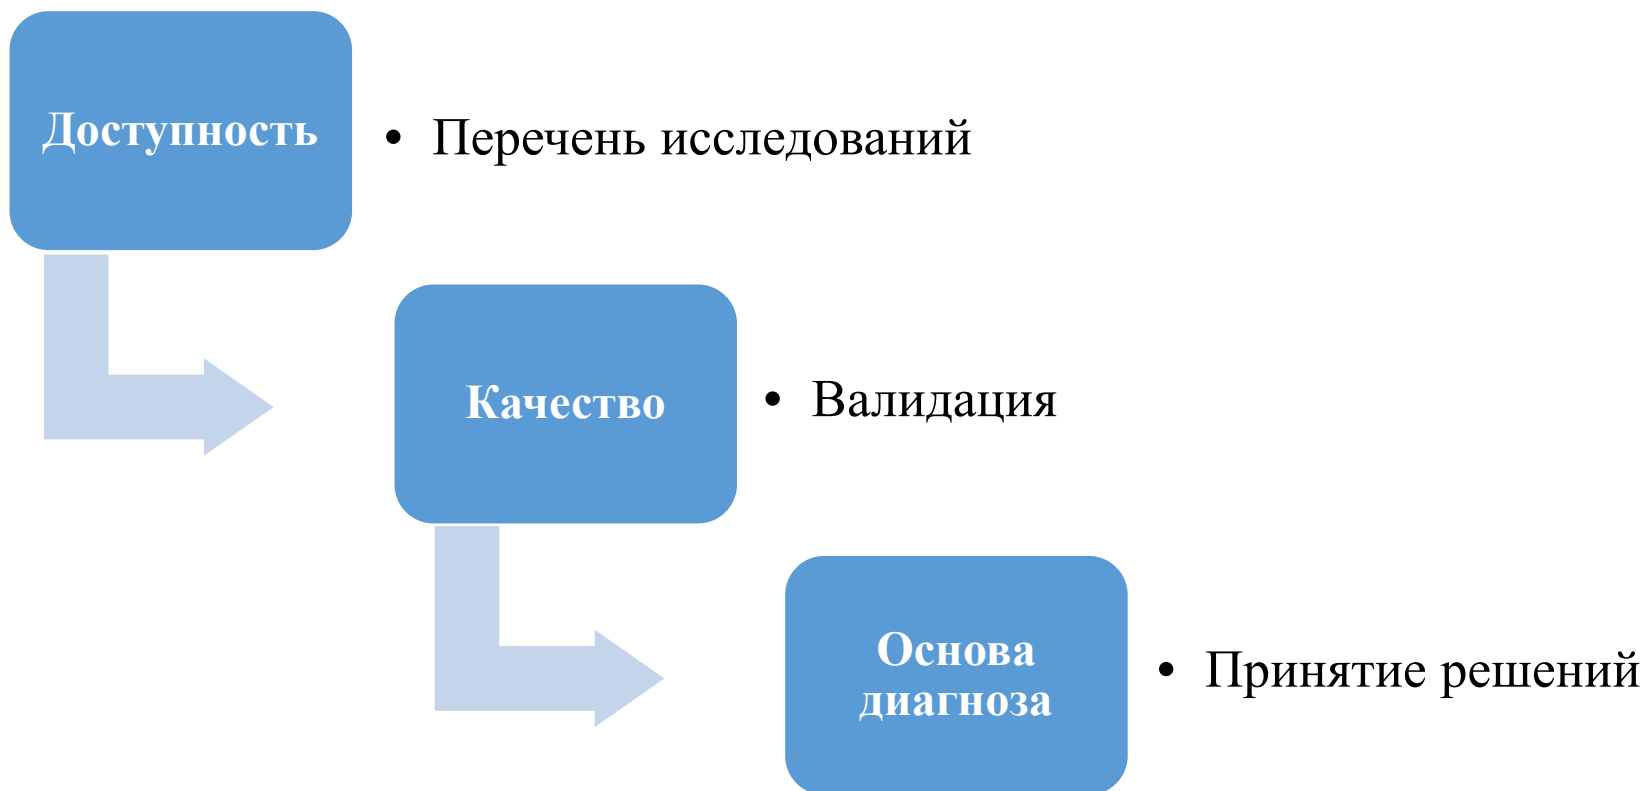 Доступность
• Перечень исследований
Качество
• Валидация
Основа
диагноза
• Принятие решений